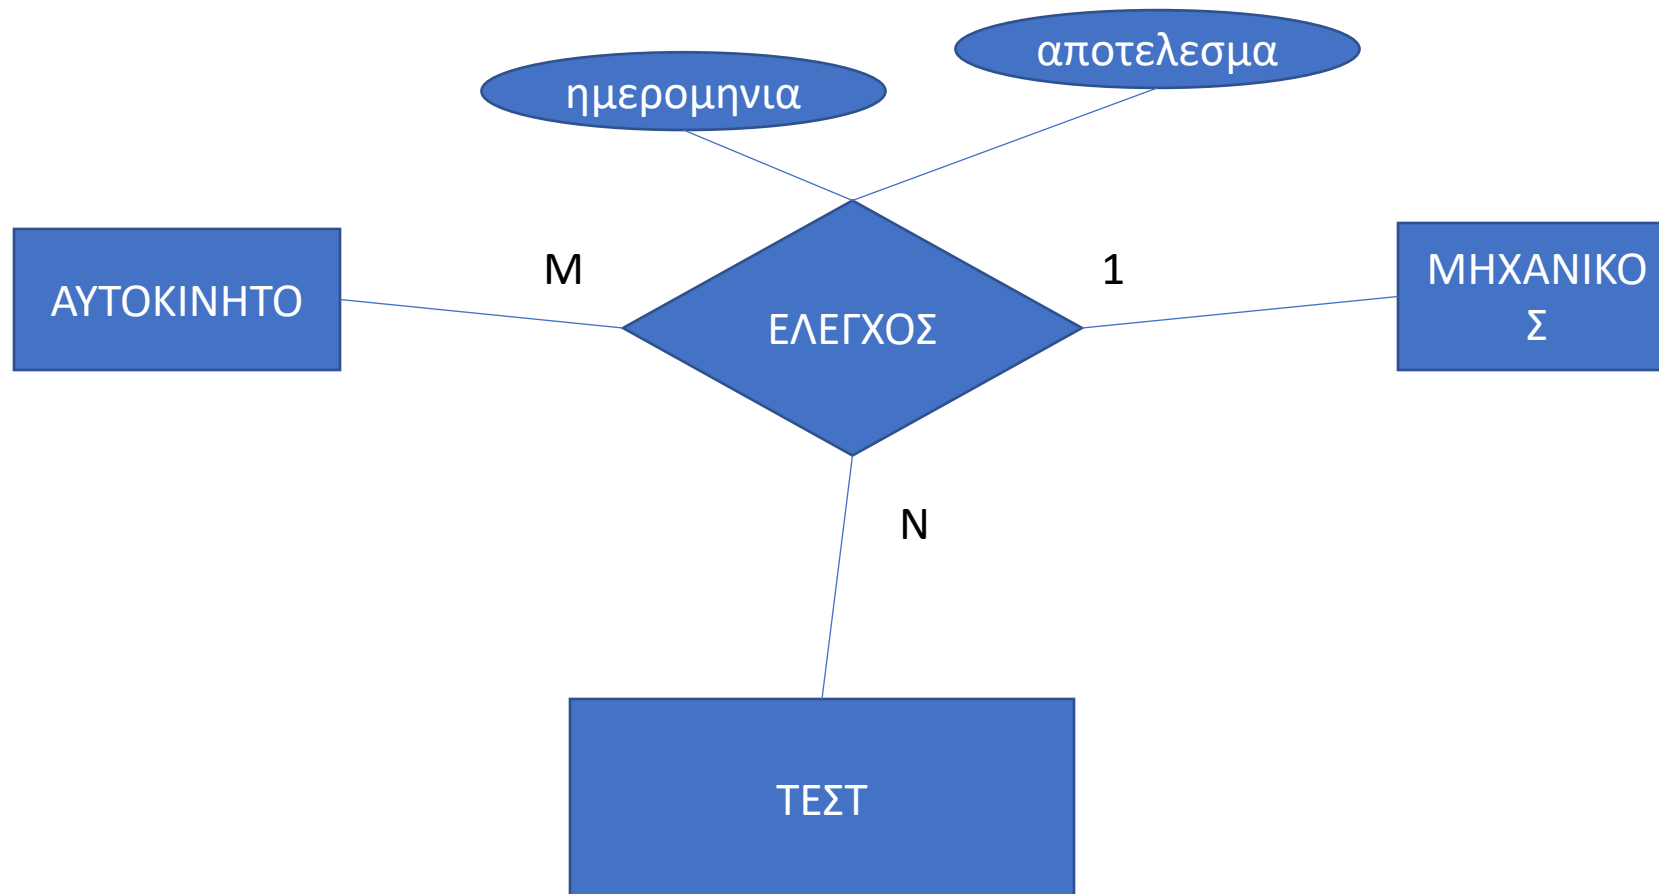 αποτελεσμα
ημερομηνια
ΑΥΤΟΚΙΝΗΤΟ
M
ΕΛΕΓΧΟΣ
1
ΜΗΧΑΝΙΚΟ
Σ
N
ΤΕΣΤ